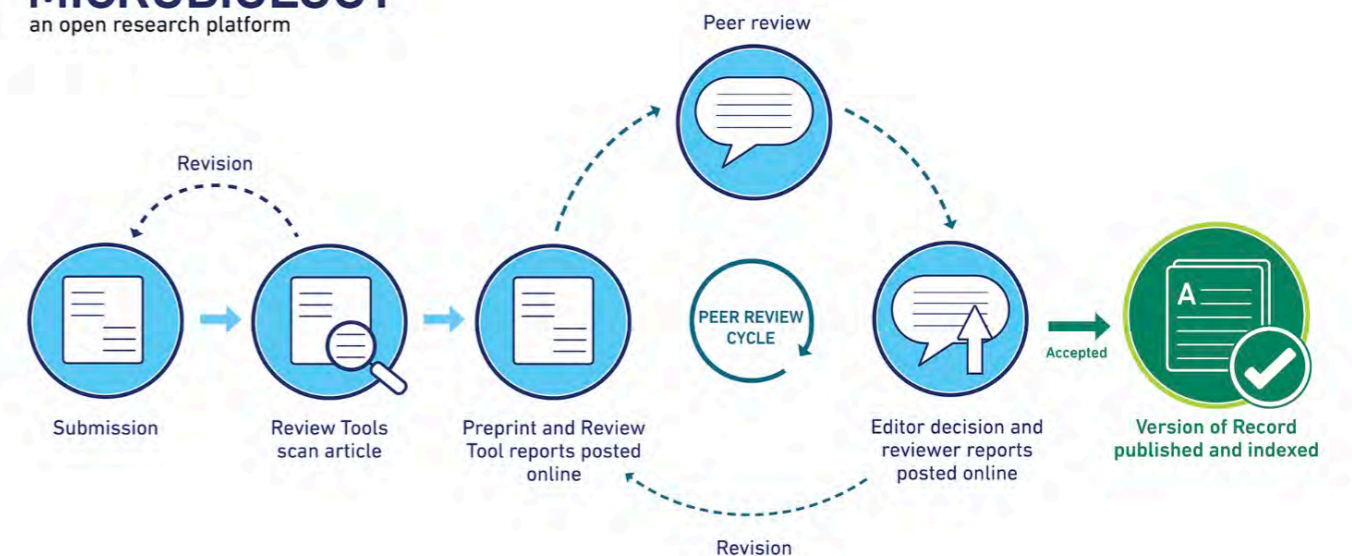 MICROBIOLOGY
an open research platform
Peer review
Revision
PEER REVIEW
CYCLE
Accepted
A
Submission
Review Tools
scan article
Preprint and Review
Tool reports posted
online
Editor decision and
reviewer reports
posted online
Version of Record
published and indexed
Revision